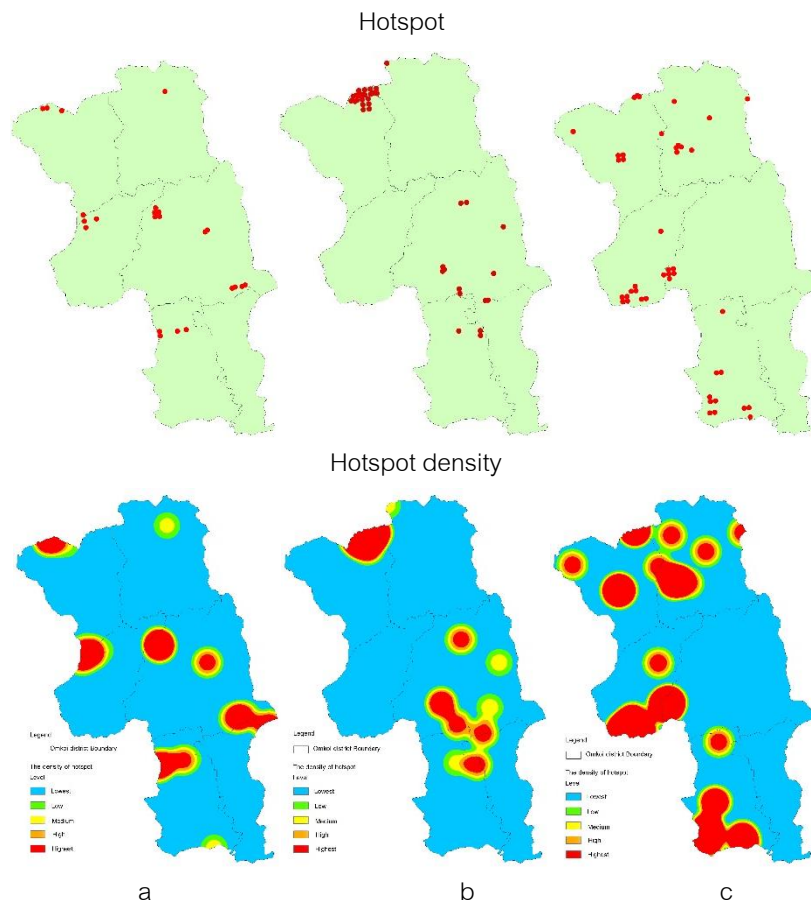 Hotspot
Hotspot density
Legend
Omkoi district Boundary
The density of hotspot
Level
Lowest
Low
Medium
High
Highest
Legend
Omkoi district Boundary
The density of hotspot
Level
Lowest
Low
Medium
High
Highest
Legend
Omkoi district Boundary
The density of hotspot
Level
Lowest
Low
Medium
High
Highest
a
b
c